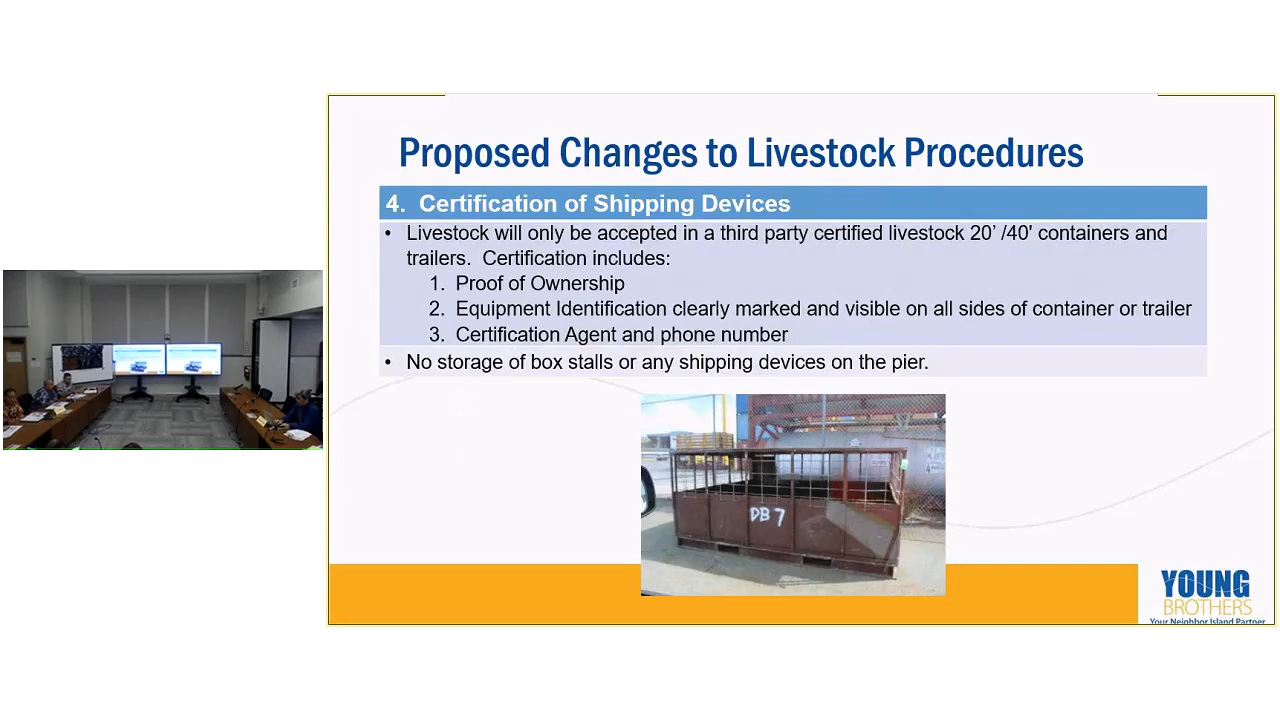 Proposed Changes to Livestock Procedures
4. Certification of Shipping Devices
• Livestock will only be accepted in a third party certified livestock 20’ /40' containers and
trailers. Certification includes:
1. Proof of Ownership
2. Equipment Identification clearly marked and visible on all sides of container or trailer
3. Certification Agent and phone number
• No storage of box stalls or any shipping devices on the pier.
DB 7
YOUNG
BROTHERS
Your Neighbor Island Partner